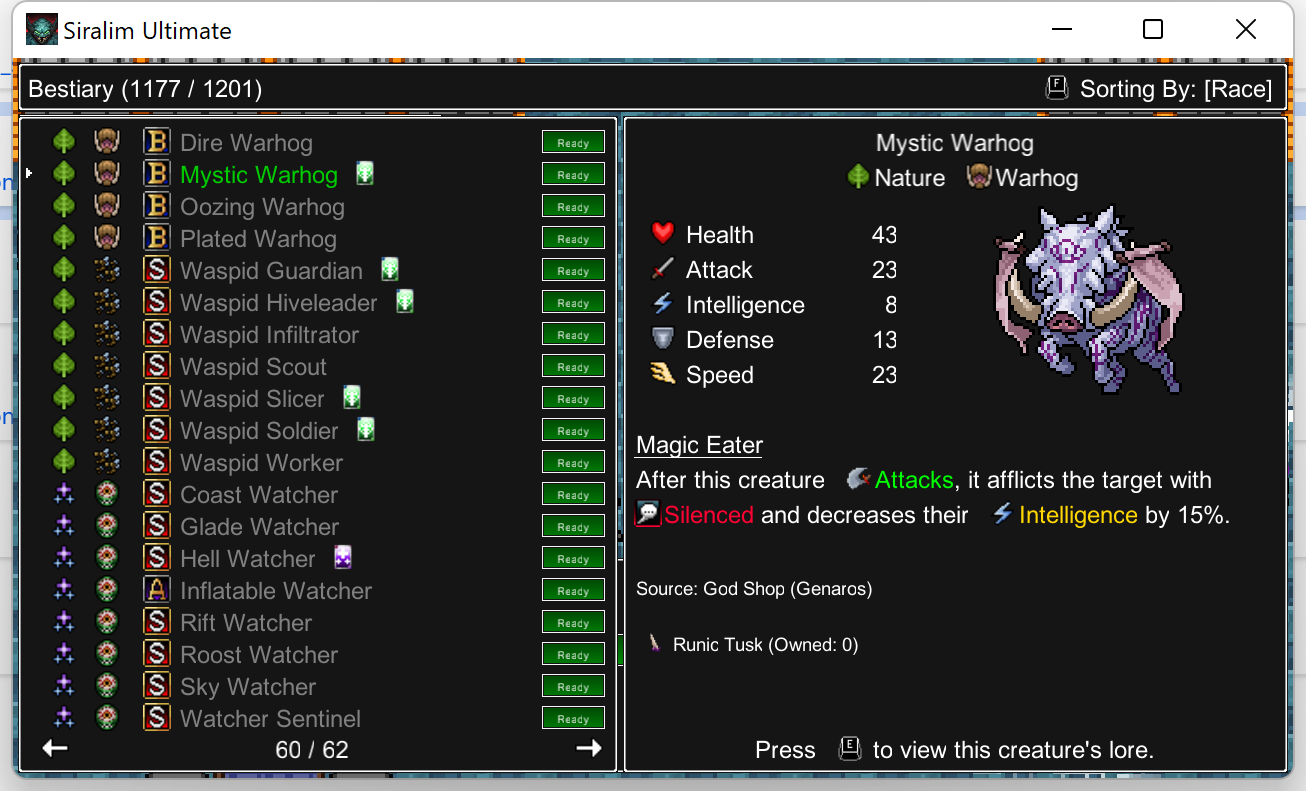 Siralim Ultimate
Bestiary (1177 / 1201)
F Sorting By: [Race]
B Dire Warhog Ready
B Mystic Warhog Ready
B Oozing Warhog Ready
B Plated Warhog Ready
S Waspid Guardian Ready
S Waspid Hiveleader Ready
S Waspid Infiltrator Ready
S Waspid Scout Ready
S Waspid Slicer Ready
S Waspid Soldier Ready
S Waspid Worker Ready
S Coast Watcher Ready
S Glade Watcher Ready
S Hell Watcher Ready
A Inflatable Watcher Ready
S Rift Watcher Ready
S Roost Watcher Ready
S Sky Watcher Ready
S Watcher Sentinel Ready
60 / 62
Mystic Warhog
Nature Warhog
Health 43
Attack 23
Intelligence 8
Defense 13
Speed 23
Magic Eater
After this creature Attacks, it afflicts the target with
Silenced and decreases their Intelligence by 15%.
Source: God Shop (Genaros)
Runic Tusk (Owned: 0)
Press E to view this creature's lore.